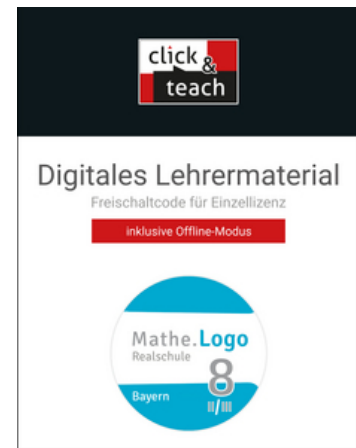 click &
teach
Digitales Lehrermaterial
Freischaltcode für Einzellizenz
inklusive Offline-Modus
Mathe.Logo
Realschule
8
Bayern
II/III